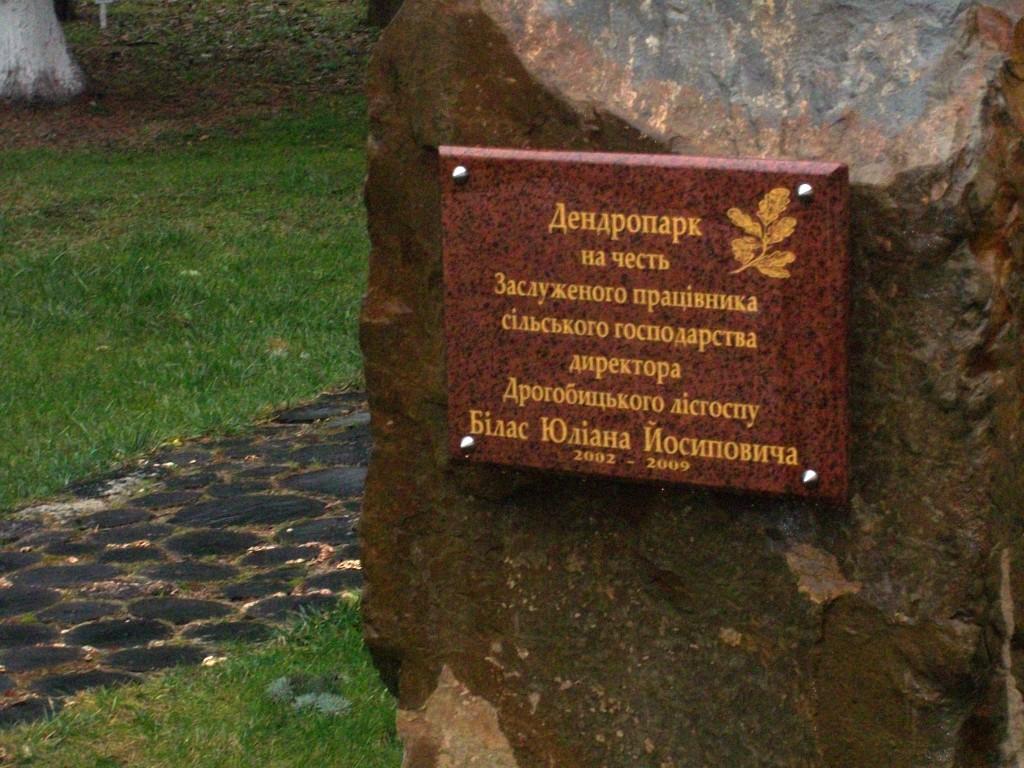 Дендропарк
на честь
Заслуженого працівника
сільського господарства
директора
Дрогобицького лісгоспу
Білас Юліана Йосиповича
2002 - 2009